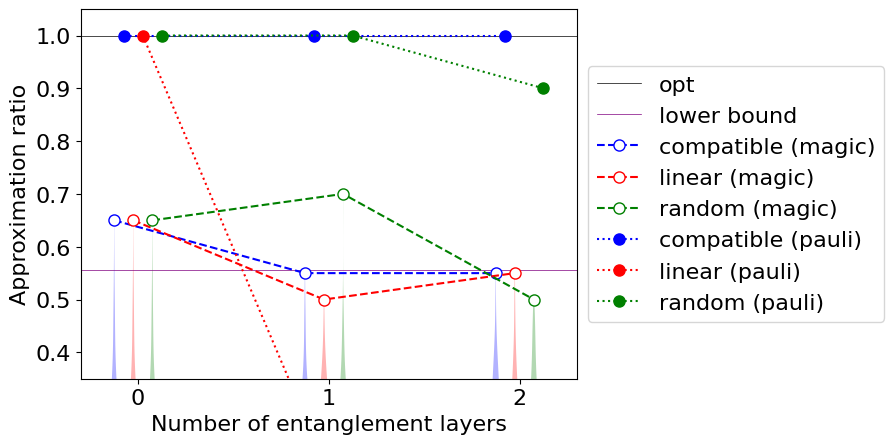 1.0
0.9
0.8
0.7
0.6
0.5
0.4
Approximation ratio
0 1 2
Number of entanglement layers
opt
lower bound
compatible (magic)
linear (magic)
random (magic)
compatible (pauli)
linear (pauli)
random (pauli)